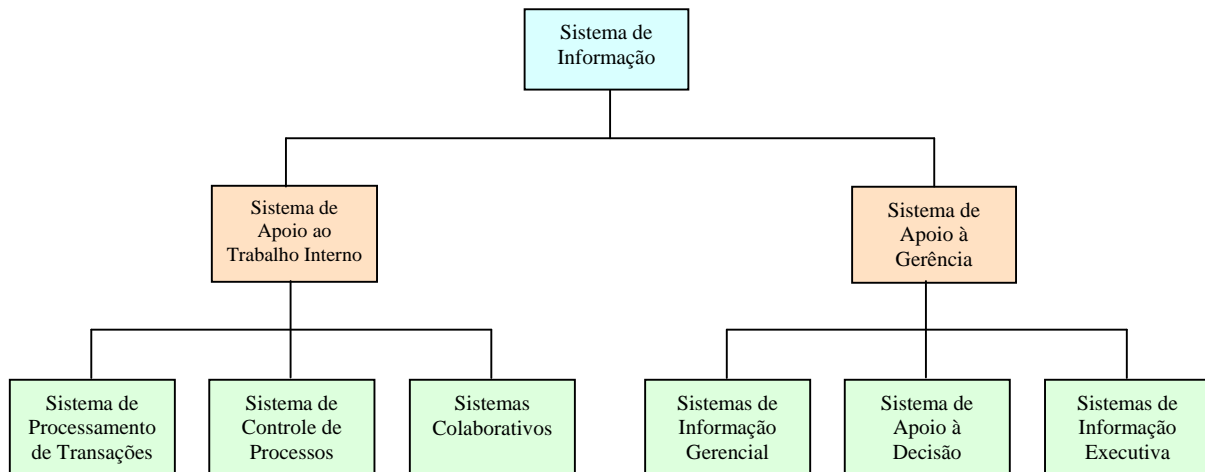 Sistema de
Informação
Sistema de
Apoio ao
Trabalho Interno
Sistema de
Apoio à
Gerência
Sistema de
Processamento
de Transações
Sistema de
Controle de
Processos
Sistemas
Colaborativos
Sistemas de
Informação
Gerencial
Sistema de
Apoio à
Decisão
Sistemas de
Informação
Executiva